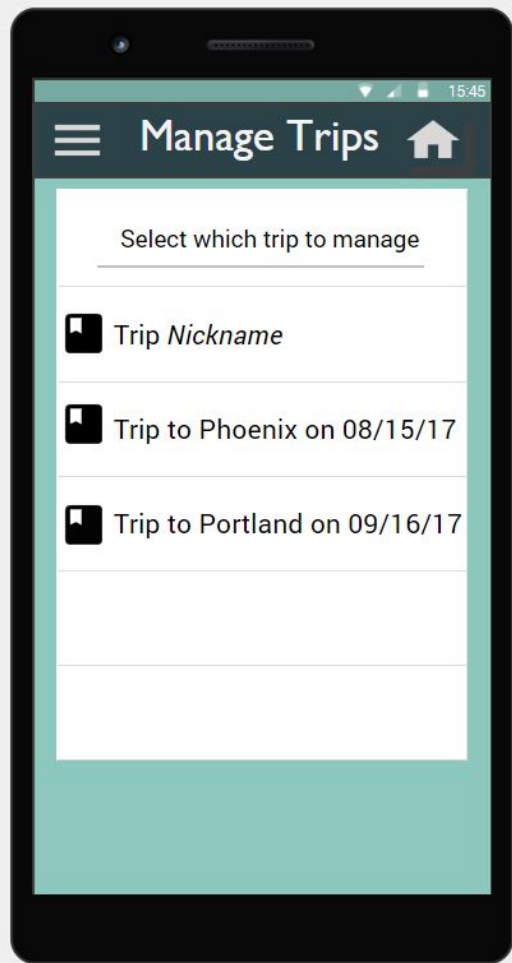 15:45
Manage Trips
Select which trip to manage
Trip Nickname
Trip to Phoenix on 08/15/17
Trip to Portland on 09/16/17